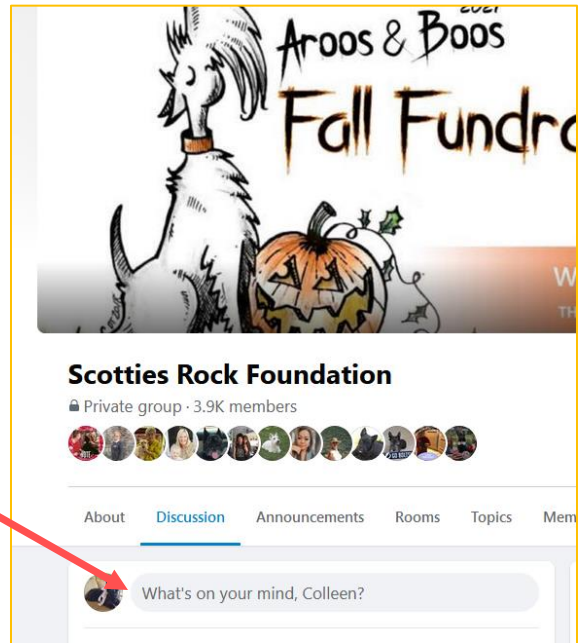 2021
Aroos & Boos
Fall Fundra
W
TH
Scotties Rock Foundation
Private group · 3.9K members
About Discussion Announcements Rooms Topics Mem
What's on your mind, Colleen?